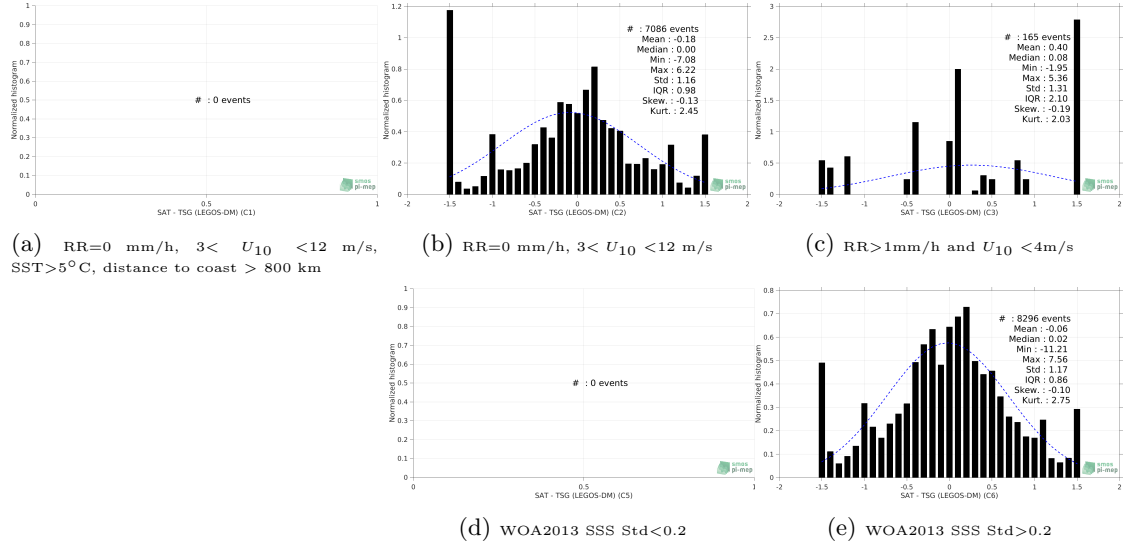 1
0.9
0.8
0.7
0.6
0.5
0.4
0.3
0.2
0.1
0
Normalized histogram
# : 0 events
0 0.5 1
SAT - TSG (LEGOS-DM) (C1)
smos
pi-mep
(a) RR=0 mm/h, 3< U10 <12 m/s,
SST>5°C, distance to coast > 800 km
1.2
1
0.8
0.6
0.4
0.2
0
Normalized histogram
# : 7086 events
Mean : -0.18
Median : 0.00
Min : -7.08
Max : 6.22
Std : 1.16
IQR : 0.98
Skew. : -0.13
Kurt. : 2.45
-2 -1.5 -1 -0.5 0 0.5 1 1.5 2
SAT - TSG (LEGOS-DM) (C2)
smos
pi-mep
(b) RR=0 mm/h, 3< U10 <12 m/s
3
2.5
2
1.5
1
0.5
0
Normalized histogram
# : 165 events
Mean : 0.40
Median : 0.08
Min : -1.95
Max : 5.36
Std : 1.31
IQR : 2.10
Skew. : -0.19
Kurt. : 2.03
-2 -1.5 -1 -0.5 0 0.5 1 1.5 2
SAT - TSG (LEGOS-DM) (C3)
smos
pi-mep
(c) RR>1mm/h and U10 <4m/s
1
0.9
0.8
0.7
0.6
0.5
0.4
0.3
0.2
0.1
0
Normalized histogram
# : 0 events
0 0.5 1
SAT - TSG (LEGOS-DM) (C5)
smos
pi-mep
(d) WOA2013 SSS Std<0.2
0.8
0.7
0.6
0.5
0.4
0.3
0.2
0.1
0
Normalized histogram
# : 8296 events
Mean : -0.06
Median : 0.02
Min : -11.21
Max : 7.56
Std : 1.17
IQR : 0.86
Skew. : -0.10
Kurt. : 2.75
-2 -1.5 -1 -0.5 0 0.5 1 1.5 2
SAT - TSG (LEGOS-DM) (C6)
smos
pi-mep
(e) WOA2013 SSS Std>0.2